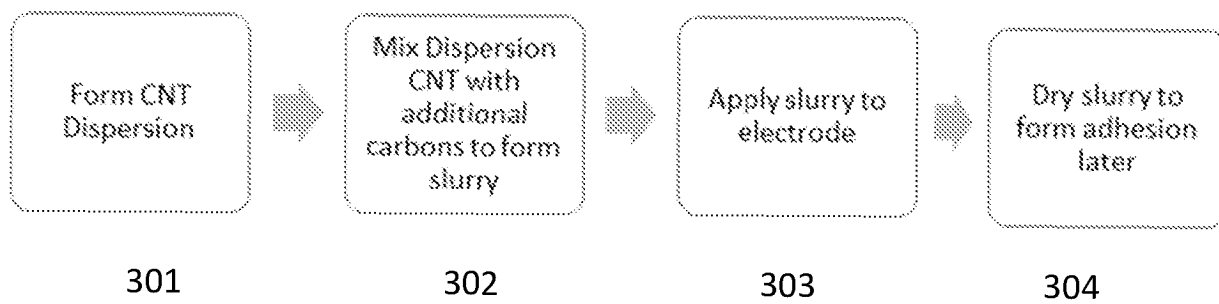 Form CNT
Dispersion
Mix Dispersion
CNT with
additional
carbons to form
slurry
Apply slurry to
electrode
Dry slurry to
form adhesion
later
301
302
303
304